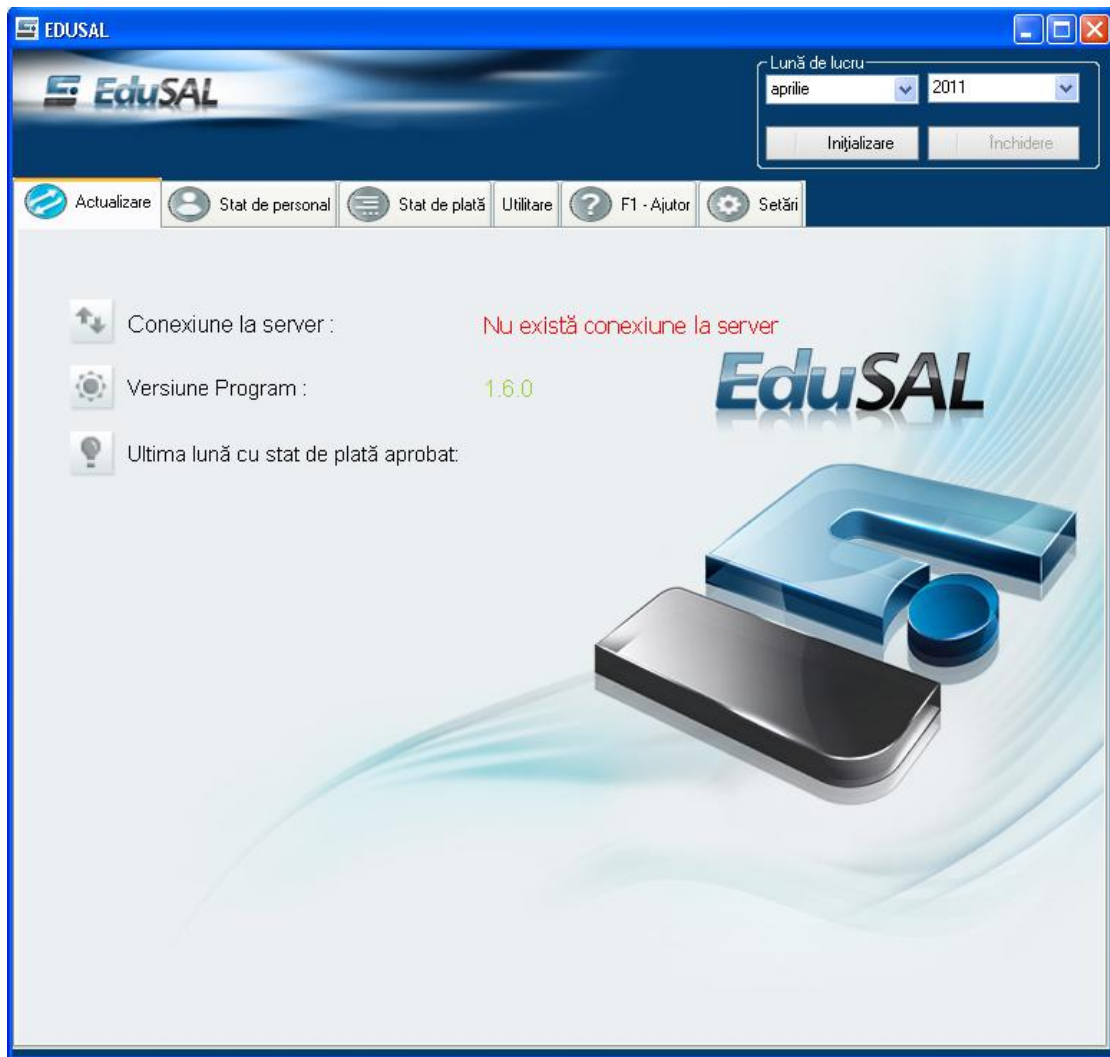 EDUSAL
EduSAL
Lună de lucru
aprilie 2011
Iniţializare Închidere
Actualizare Stat de personal Stat de plată Utilitare ? F1 - Ajutor Setări
Conexiune la server : Nu există conexiune la server
EduSAL
Versiune Program : 1.6.0
Ultima lună cu stat de plată aprobat: